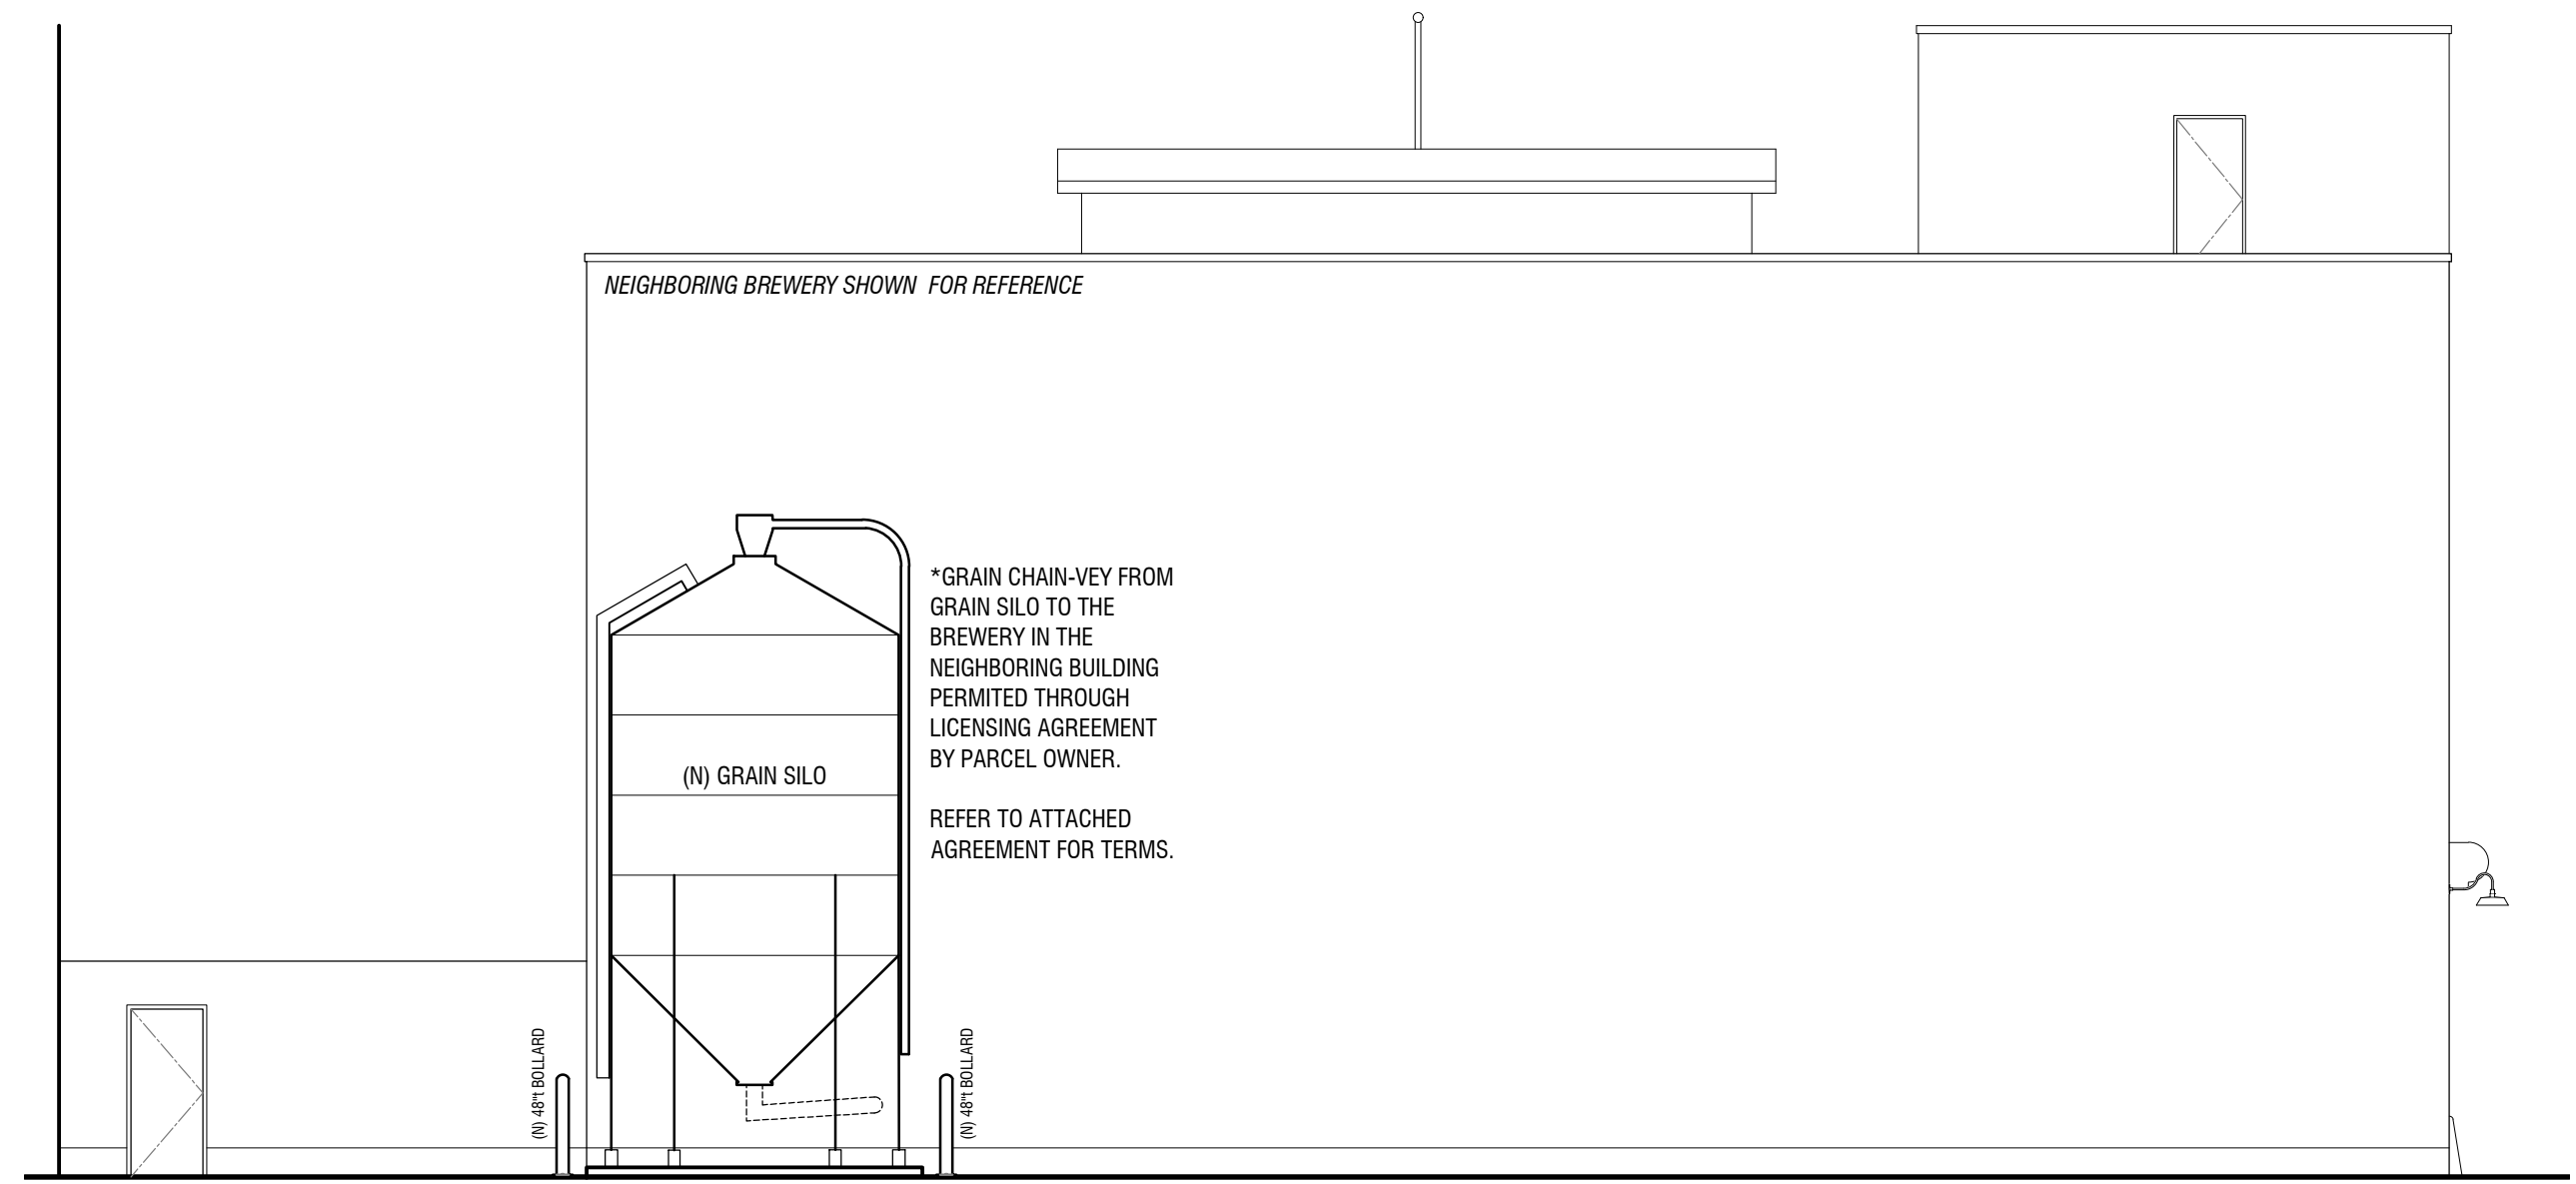 NEIGHBORING BREWERY SHOWN FOR REFERENCE
*GRAIN CHAIN-VEY FROM
GRAIN SILO TO THE
BREWERY IN THE
NEIGHBORING BUILDING
PERMITED THROUGH
LICENSING AGREEMENT
BY PARCEL OWNER.
REFER TO ATTACHED
AGREEMENT FOR TERMS.
(N) GRAIN SILO
(N) 48"t BOLLARD
(N) 48"t BOLLARD